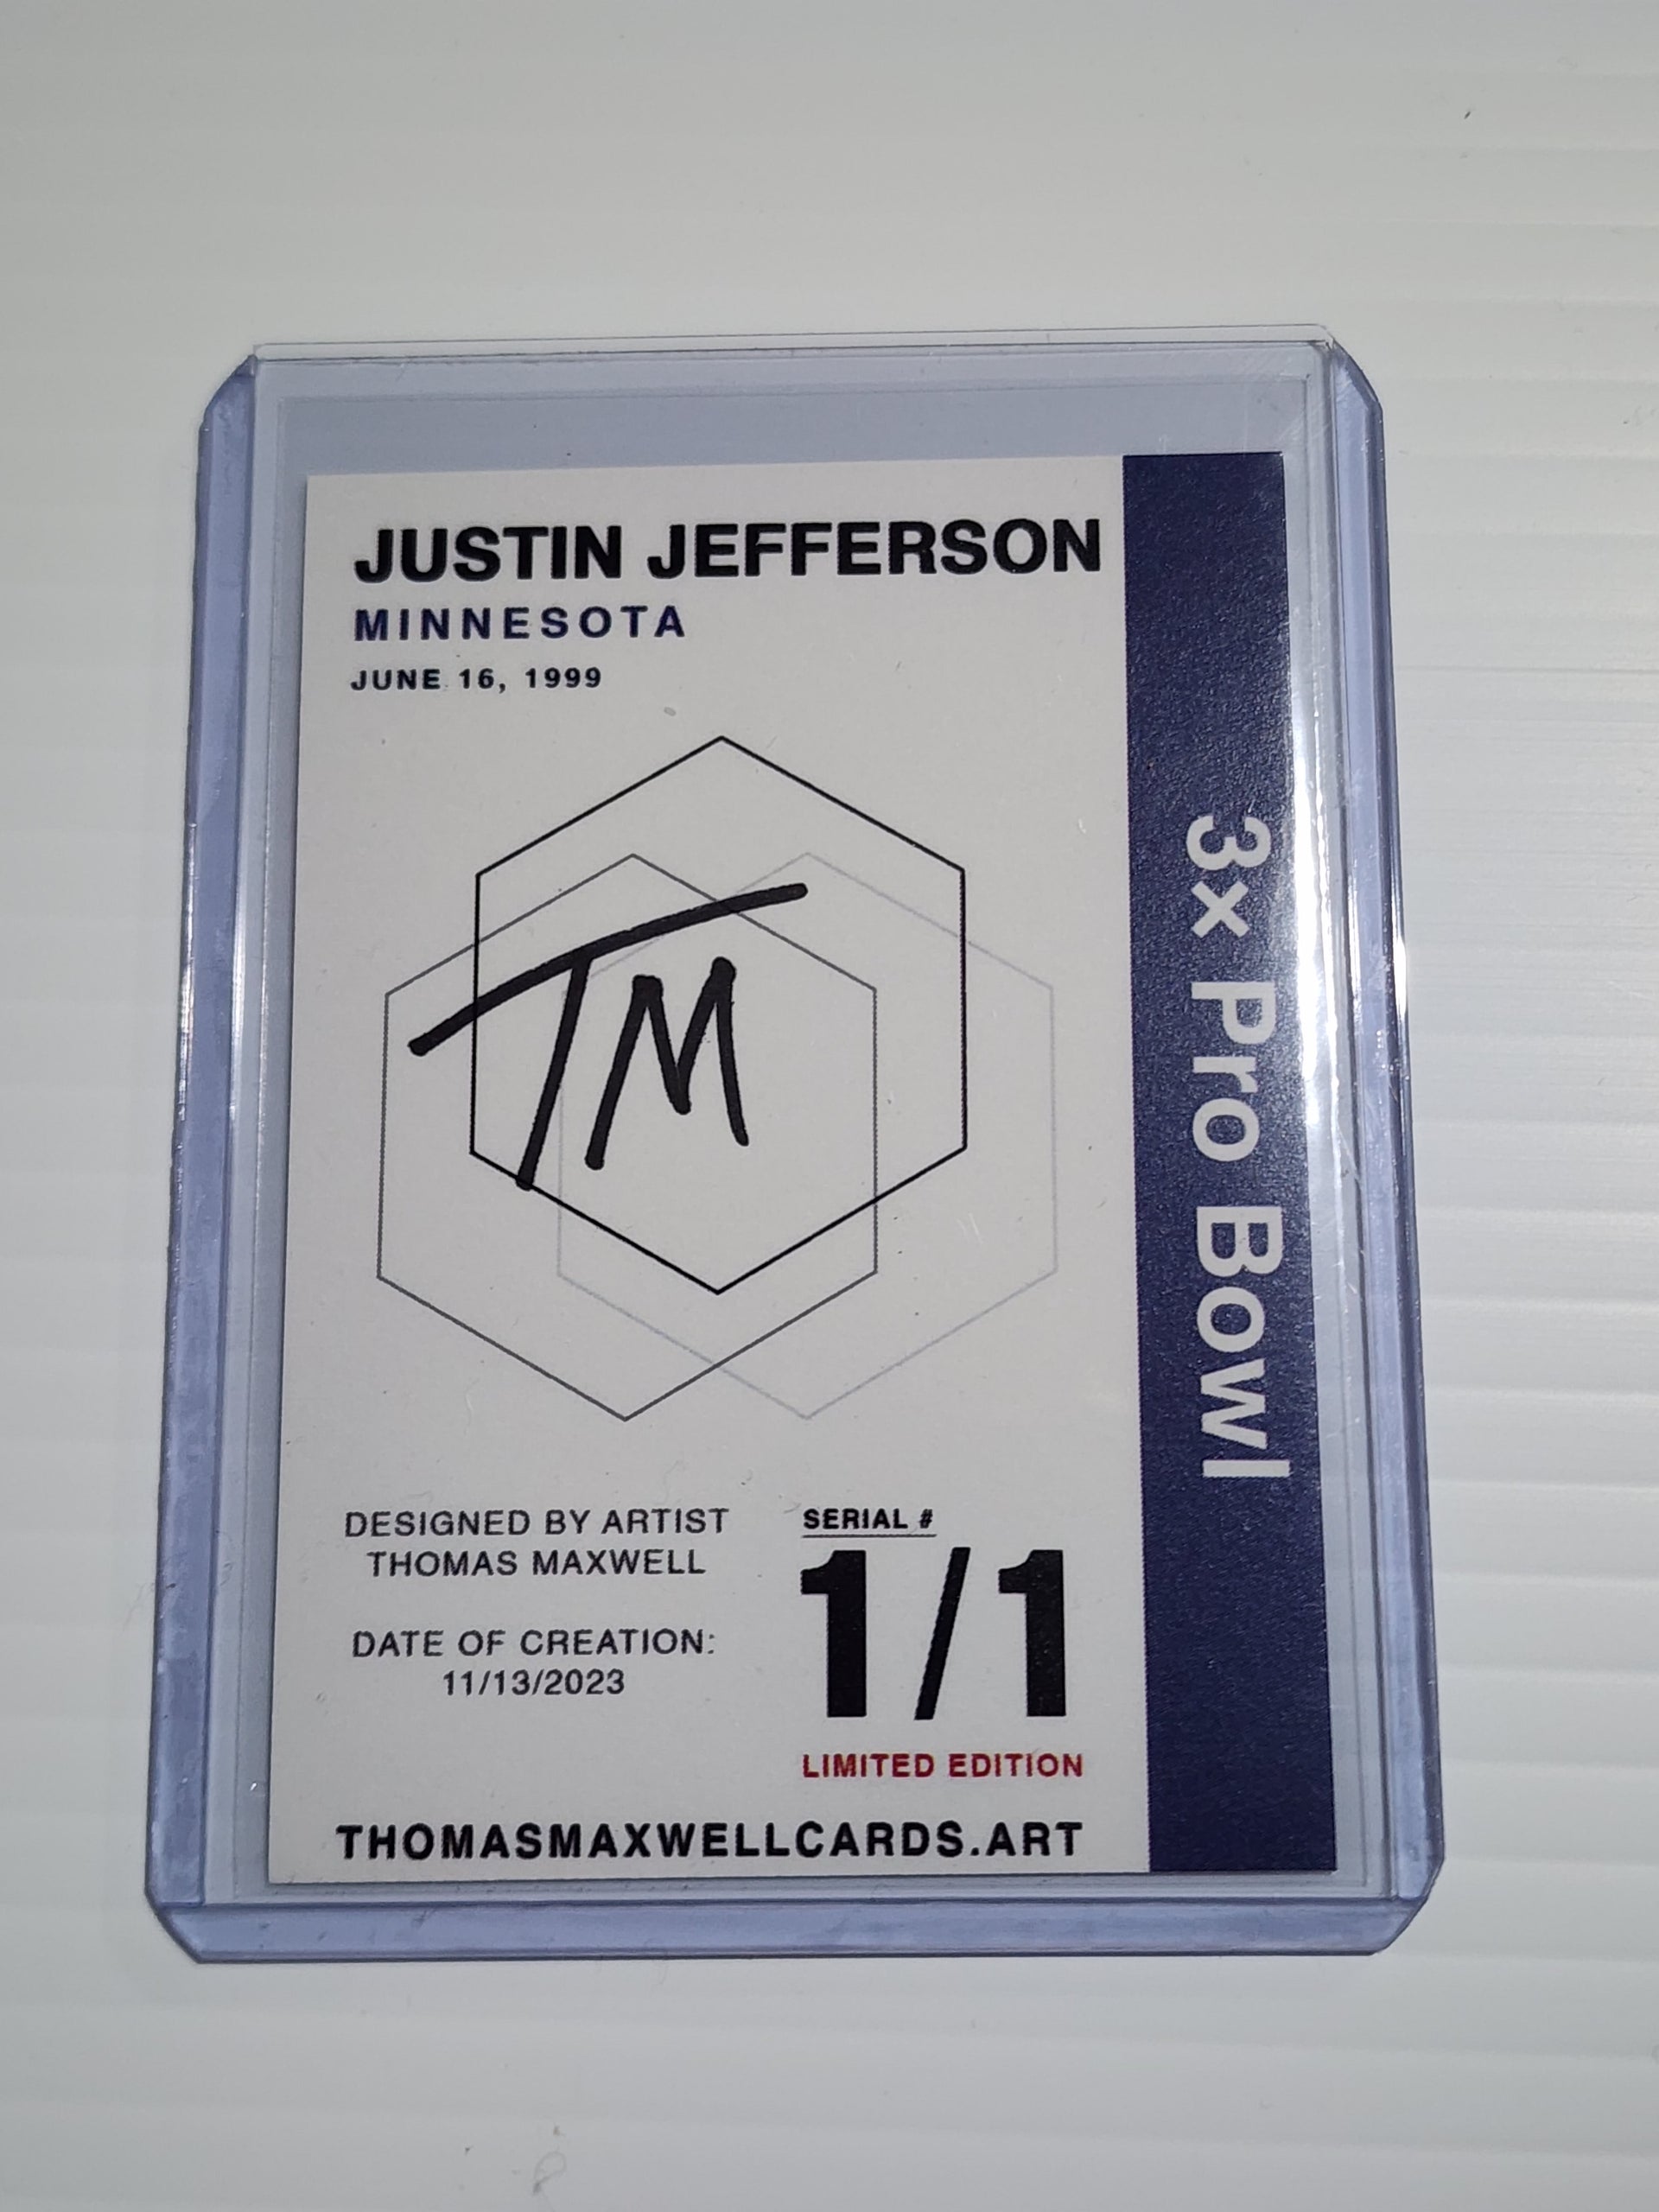 JUSTIN JEFFERSON
MINNESOTA
JUNE 16, 1999
TM
DESIGNED BY ARTIST
THOMAS MAXWELL
DATE OF CREATION:
11/13/2023
SERIAL #
1/1
LIMITED EDITION
THOMASMAXWELLCARDS.ART
3x Pro Bowl